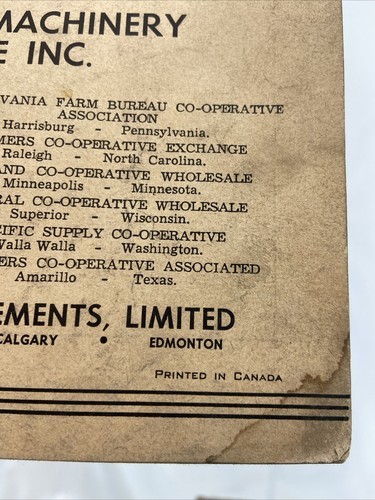 MACHINERY
E INC.
VANIA FARM BUREAU CO-OPERATIVE
ASSOCIATION
Harrisburg - Pennsylvania.
MERS CO-OPERATIVE EXCHANGE
Raleigh - North Carolina.
AND CO-OPERATIVE WHOLESALE
Minneapolis - Minnesota.
RAL CO-OPERATIVE WHOLESALE
Superior - Wisconsin.
CIFIC SUPPLY CO-OPERATIVE
Walla Walla - Washington.
ERS CO-OPERATIVE ASSOCIATED
Amarillo - Texas.
EMENTS, LIMITED
CALGARY • EDMONTON
PRINTED IN CANADA